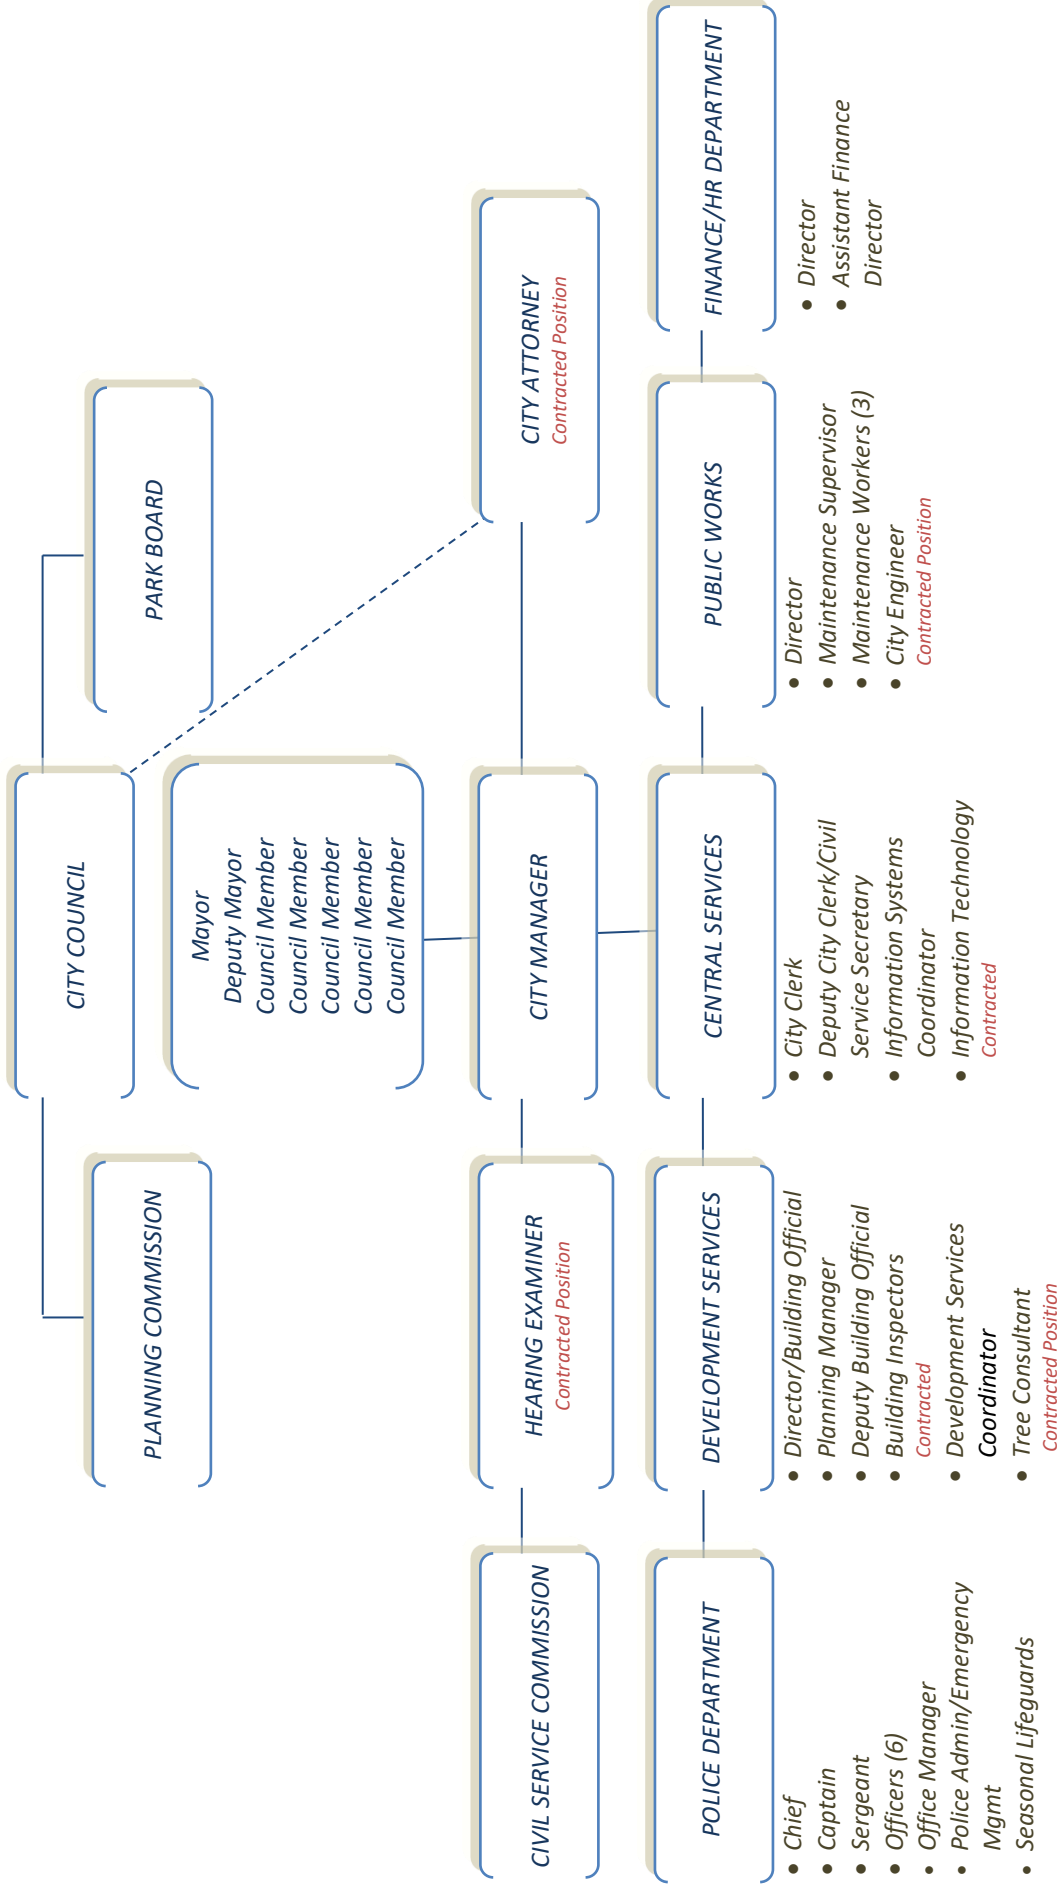 CITY COUNCIL
PLANNING COMMISSION
PARK BOARD
Mayor
Deputy Mayor
Council Member
Council Member
Council Member
Council Member
Council Member
CIVIL SERVICE COMMISSION
HEARING EXAMINER
Contracted Position
CITY MANAGER
CITY ATTORNEY
Contracted Position
POLICE DEPARTMENT
• Chief
• Captain
• Sergeant
• Officers (6)
• Office Manager
• Police Admin/Emergency
Mgmt
• Seasonal Lifeguards
DEVELOPMENT SERVICES
• Director/Building Official
• Planning Manager
• Deputy Building Official
• Building Inspectors
Contracted
• Development Services
Coordinator
• Tree Consultant
Contracted Position
CENTRAL SERVICES
• City Clerk
• Deputy City Clerk/Civil
Service Secretary
• Information Systems
Coordinator
• Information Technology
Contracted
PUBLIC WORKS
• Director
• Maintenance Supervisor
• Maintenance Workers (3)
• City Engineer
Contracted Position
FINANCE/HR DEPARTMENT
• Director
• Assistant Finance
Director